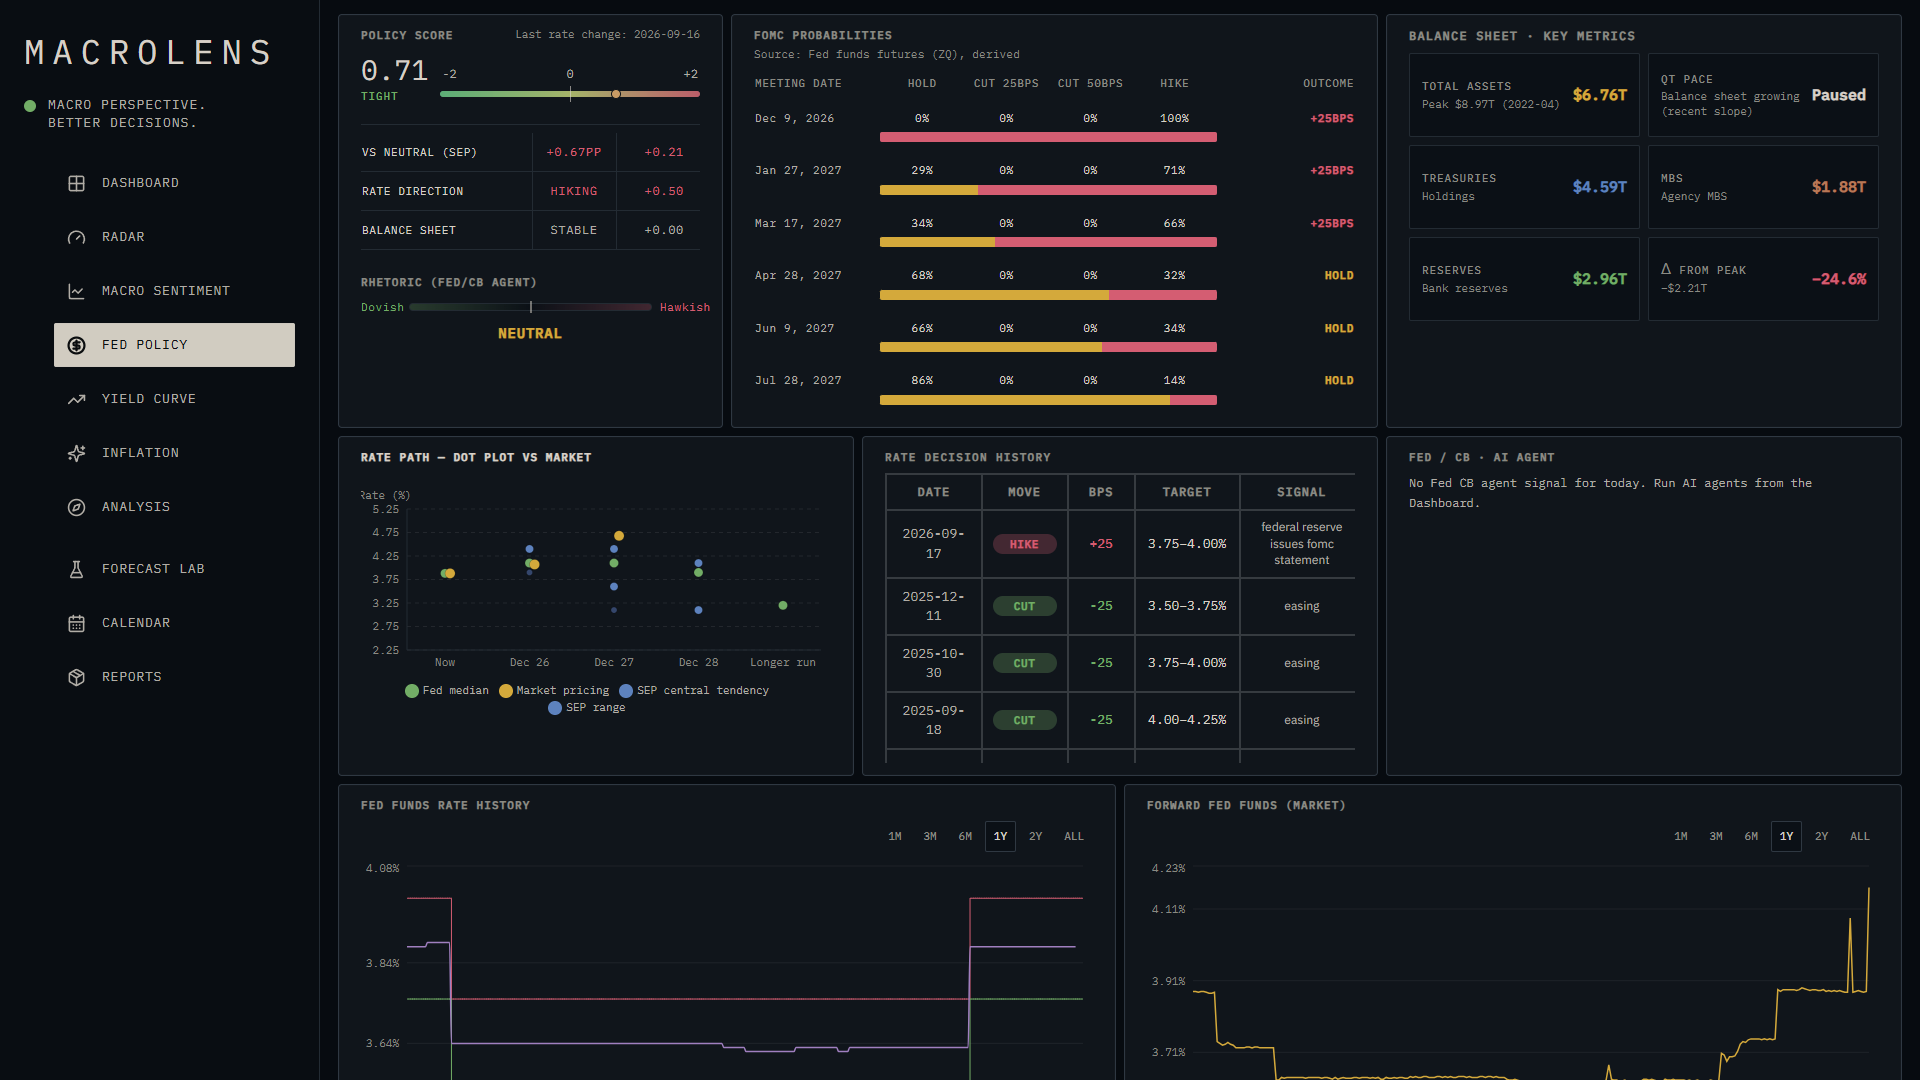 MACROLENS
MACRO PERSPECTIVE.
BETTER DECISIONS.
DASHBOARD
RADAR
MACRO SENTIMENT
FED POLICY
YIELD CURVE
INFLATION
ANALYSIS
FORECAST LAB
CALENDAR
REPORTS
POLICY SCORE
Last rate change: 2026-09-16
0.71
TIGHT
-2 0 +2
VS NEUTRAL (SEP) +0.67PP +0.21
RATE DIRECTION HIKING +0.50
BALANCE SHEET STABLE +0.00
RHETORIC (FED/CB AGENT)
Dovish Hawkish
NEUTRAL
FOMC PROBABILITIES
Source: Fed funds futures (ZQ), derived
MEETING DATE HOLD CUT 25BPS CUT 50BPS HIKE OUTCOME
Dec 9, 2026 0% 0% 0% 100% +25BPS
Jan 27, 2027 29% 0% 0% 71% +25BPS
Mar 17, 2027 34% 0% 0% 66% +25BPS
Apr 28, 2027 68% 0% 0% 32% HOLD
Jun 9, 2027 66% 0% 0% 34% HOLD
Jul 28, 2027 86% 0% 0% 14% HOLD
BALANCE SHEET · KEY METRICS
TOTAL ASSETS
Peak $8.97T (2022-04)
$6.76T
QT PACE
Balance sheet growing
(recent slope)
Paused
TREASURIES
Holdings
$4.59T
MBS
Agency MBS
$1.88T
RESERVES
Bank reserves
$2.96T
Δ FROM PEAK
−$2.21T
−24.6%
RATE PATH — DOT PLOT VS MARKET
Rate (%)
5.25
4.75
4.25
3.75
3.25
2.75
2.25
Now Dec 26 Dec 27 Dec 28 Longer run
Fed median Market pricing SEP central tendency
SEP range
RATE DECISION HISTORY
DATE MOVE BPS TARGET SIGNAL
2026-09-
17
HIKE +25 3.75–4.00%
federal reserve
issues fomc
statement
2025-12-
11
CUT -25 3.50–3.75% easing
2025-10-
30
CUT -25 3.75–4.00% easing
2025-09-
18
CUT -25 4.00–4.25% easing
FED / CB · AI AGENT
No Fed CB agent signal for today. Run AI agents from the
Dashboard.
FED FUNDS RATE HISTORY
1M 3M 6M 1Y 2Y ALL
4.08%
3.84%
3.64%
FORWARD FED FUNDS (MARKET)
1M 3M 6M 1Y 2Y ALL
4.23%
4.11%
3.91%
3.71%